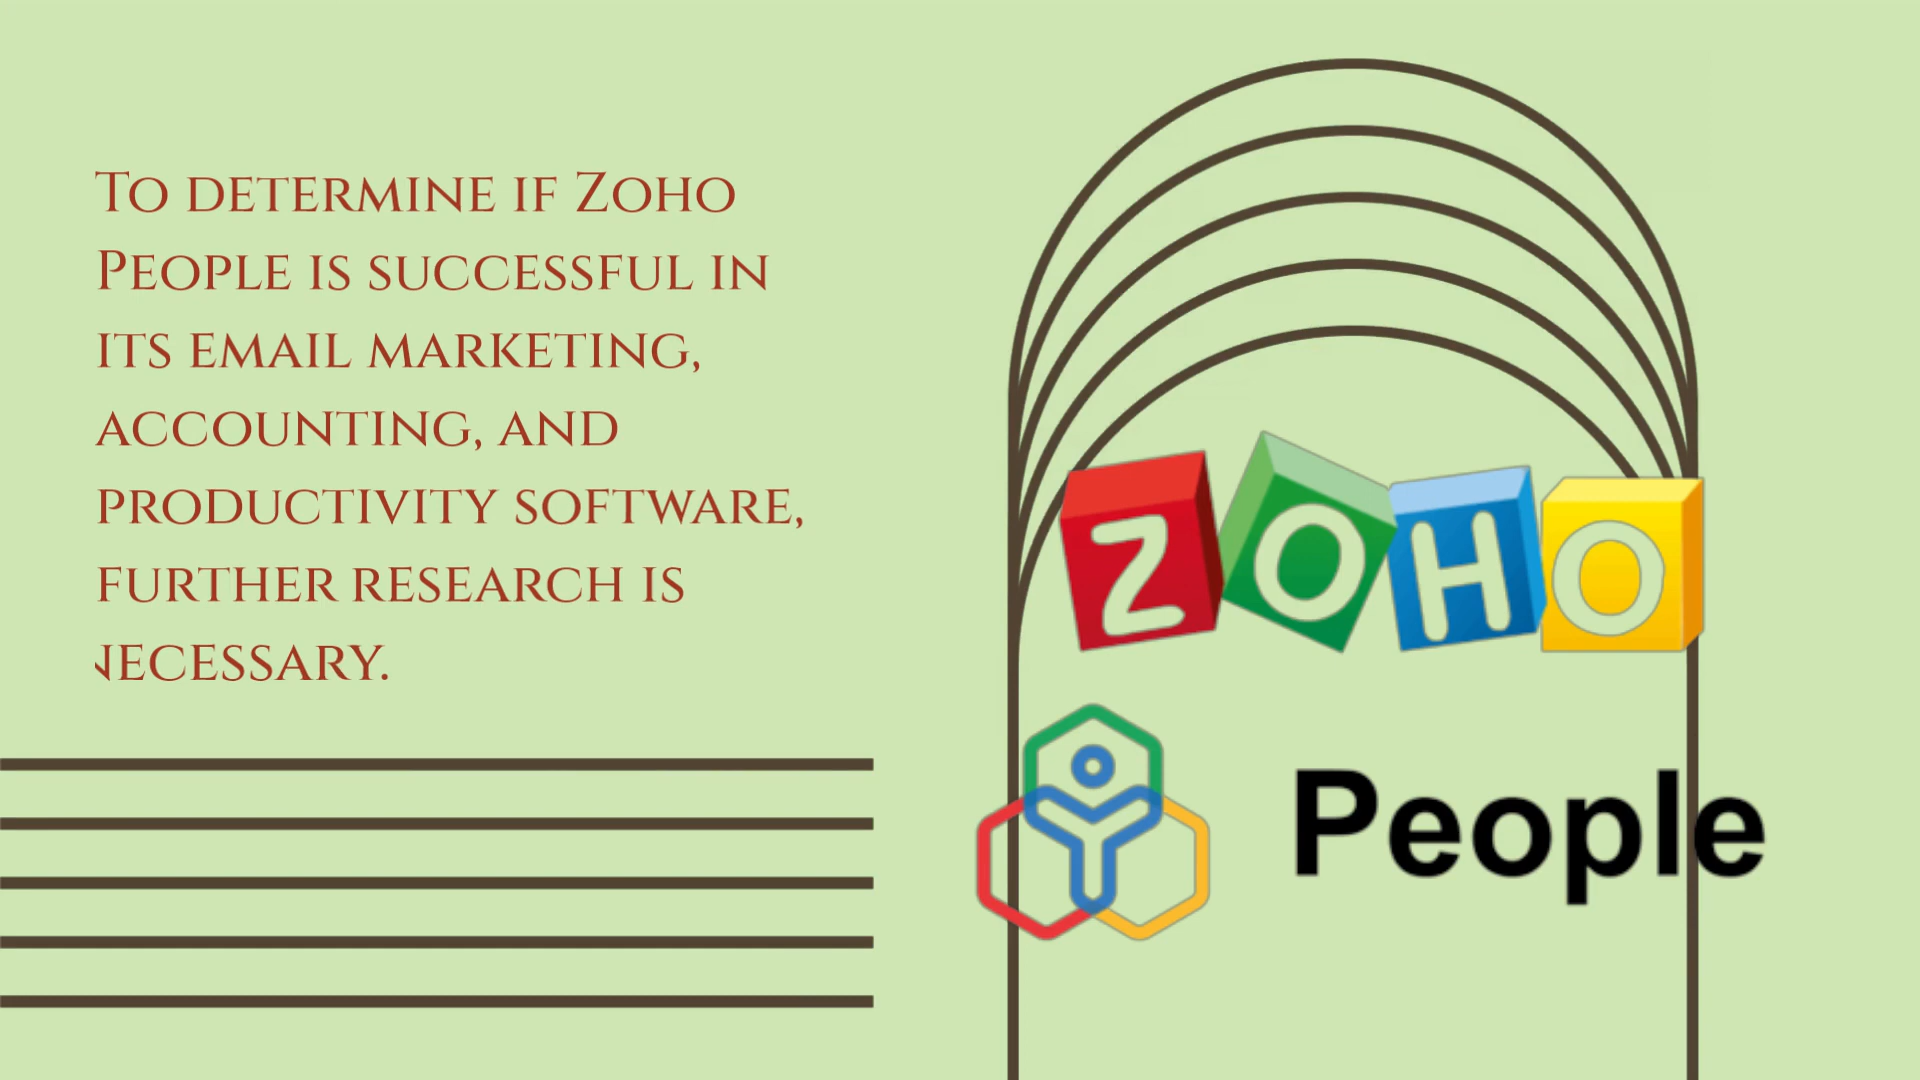 To determine if Zoho
People is successful in
its email marketing,
accounting, and
productivity software,
further research is
necessary.
ZOHO
People